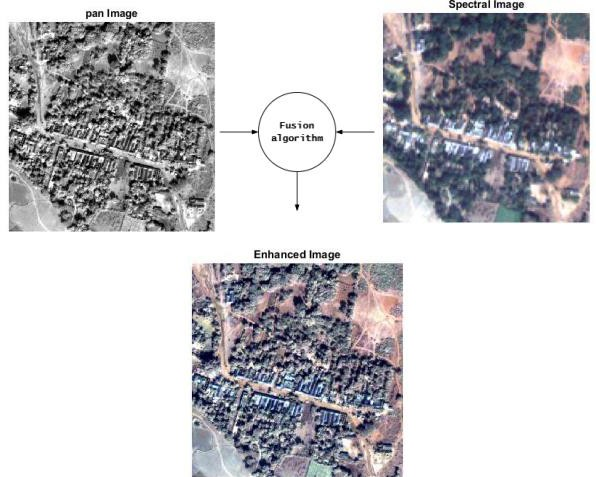 pan Image
Spectral Image
Fusion
algorithm
Enhanced Image